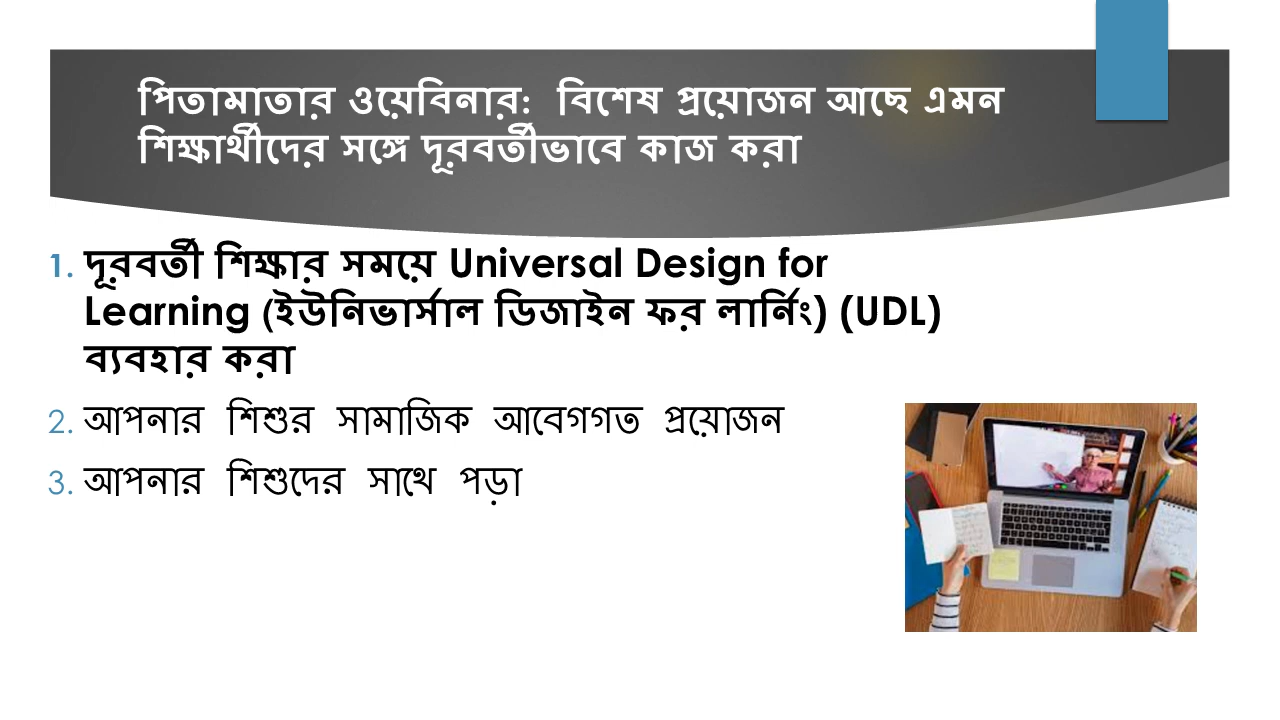 পিতামাতার ওয়েবিনার:  বিশেষ প্রয়োজন আছে এমন
শিক্ষার্থীদের সঙ্গে দূরবর্তীভাবে কাজ করা
1. দূরবর্তী শিক্ষার সময়ে Universal Design for
Learning (ইউনিভার্সাল ডিজাইন ফর লার্নিং) (UDL)
ব্যবহার করা
2. আপনার শিশুর সামাজিক আবেগগত প্রয়োজন
3. আপনার শিশুদের সাথে পড়া